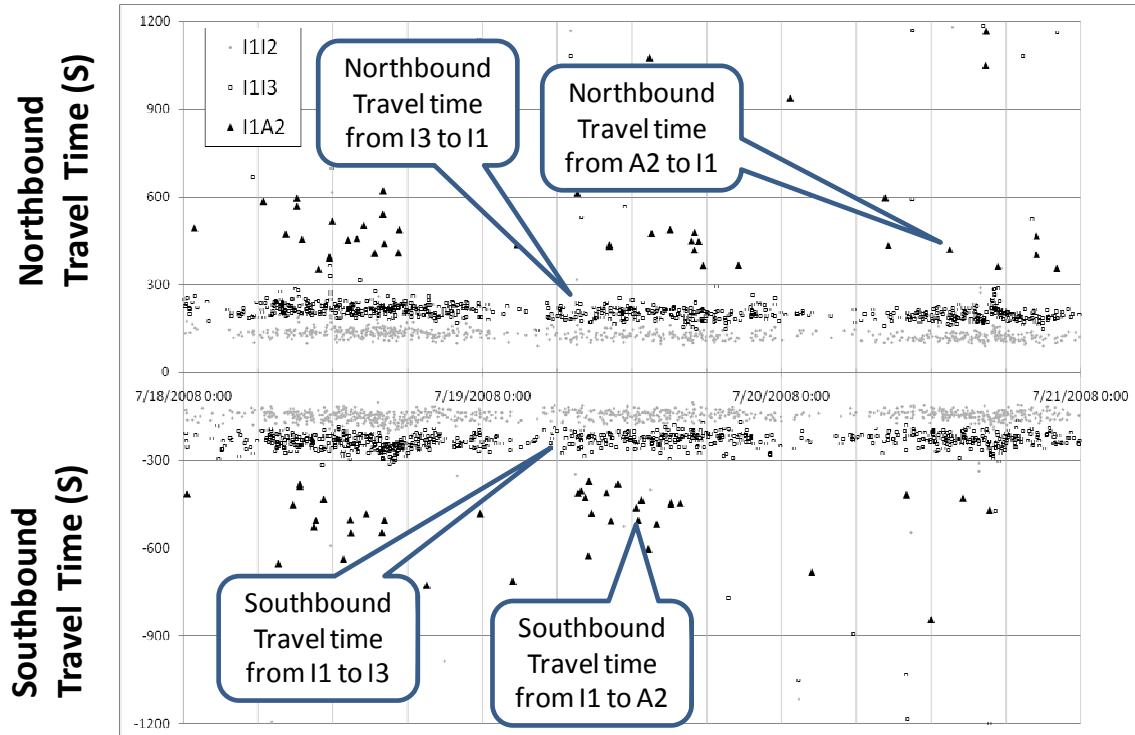 Northbound
Travel Time (S)
Southbound
Travel Time (S)
1200
900
600
300
0
-300
-600
-900
-1200
I1I2
I1I3
I1A2
Northbound
Travel time
from I3 to I1
Northbound
Travel time
from A2 to I1
7/18/2008 0:00
7/19/2008 0:00
7/20/2008 0:00
7/21/2008 0:00
Southbound
Travel time
from I1 to I3
Southbound
Travel time
from I1 to A2